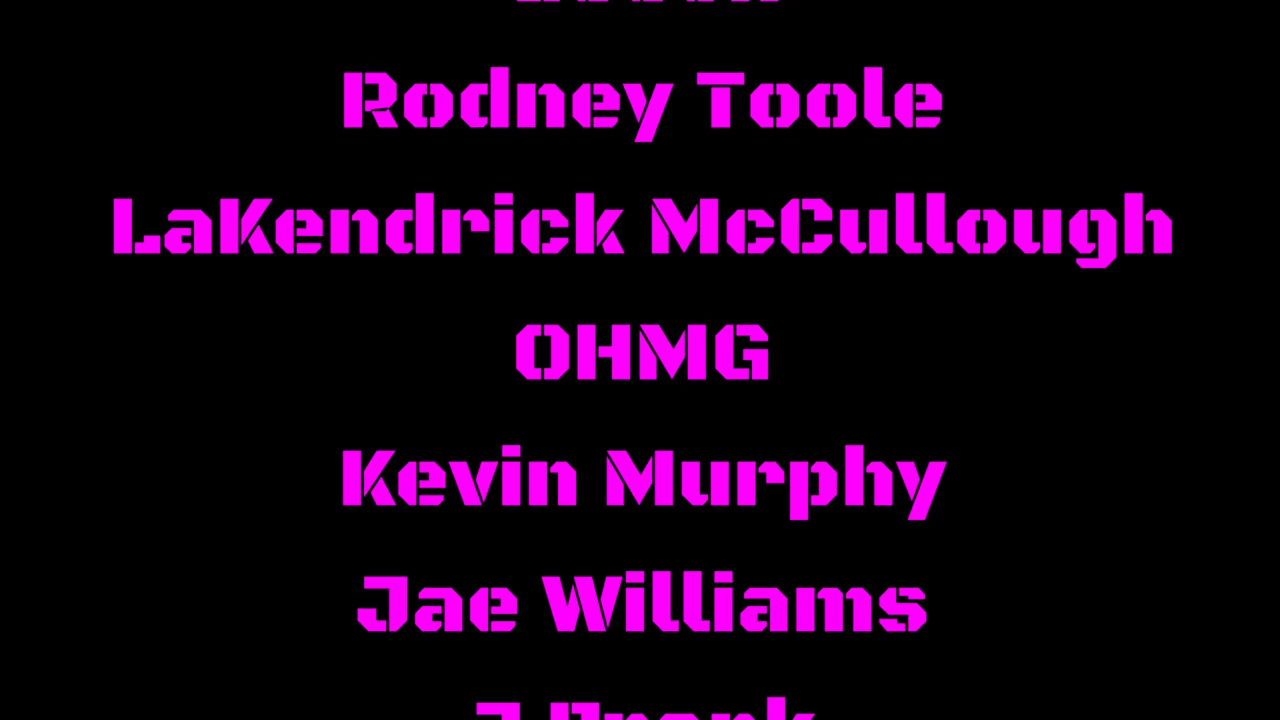 Rodney Toole
LaKendrick McCullough
OHMG
Kevin Murphy
Jae Williams